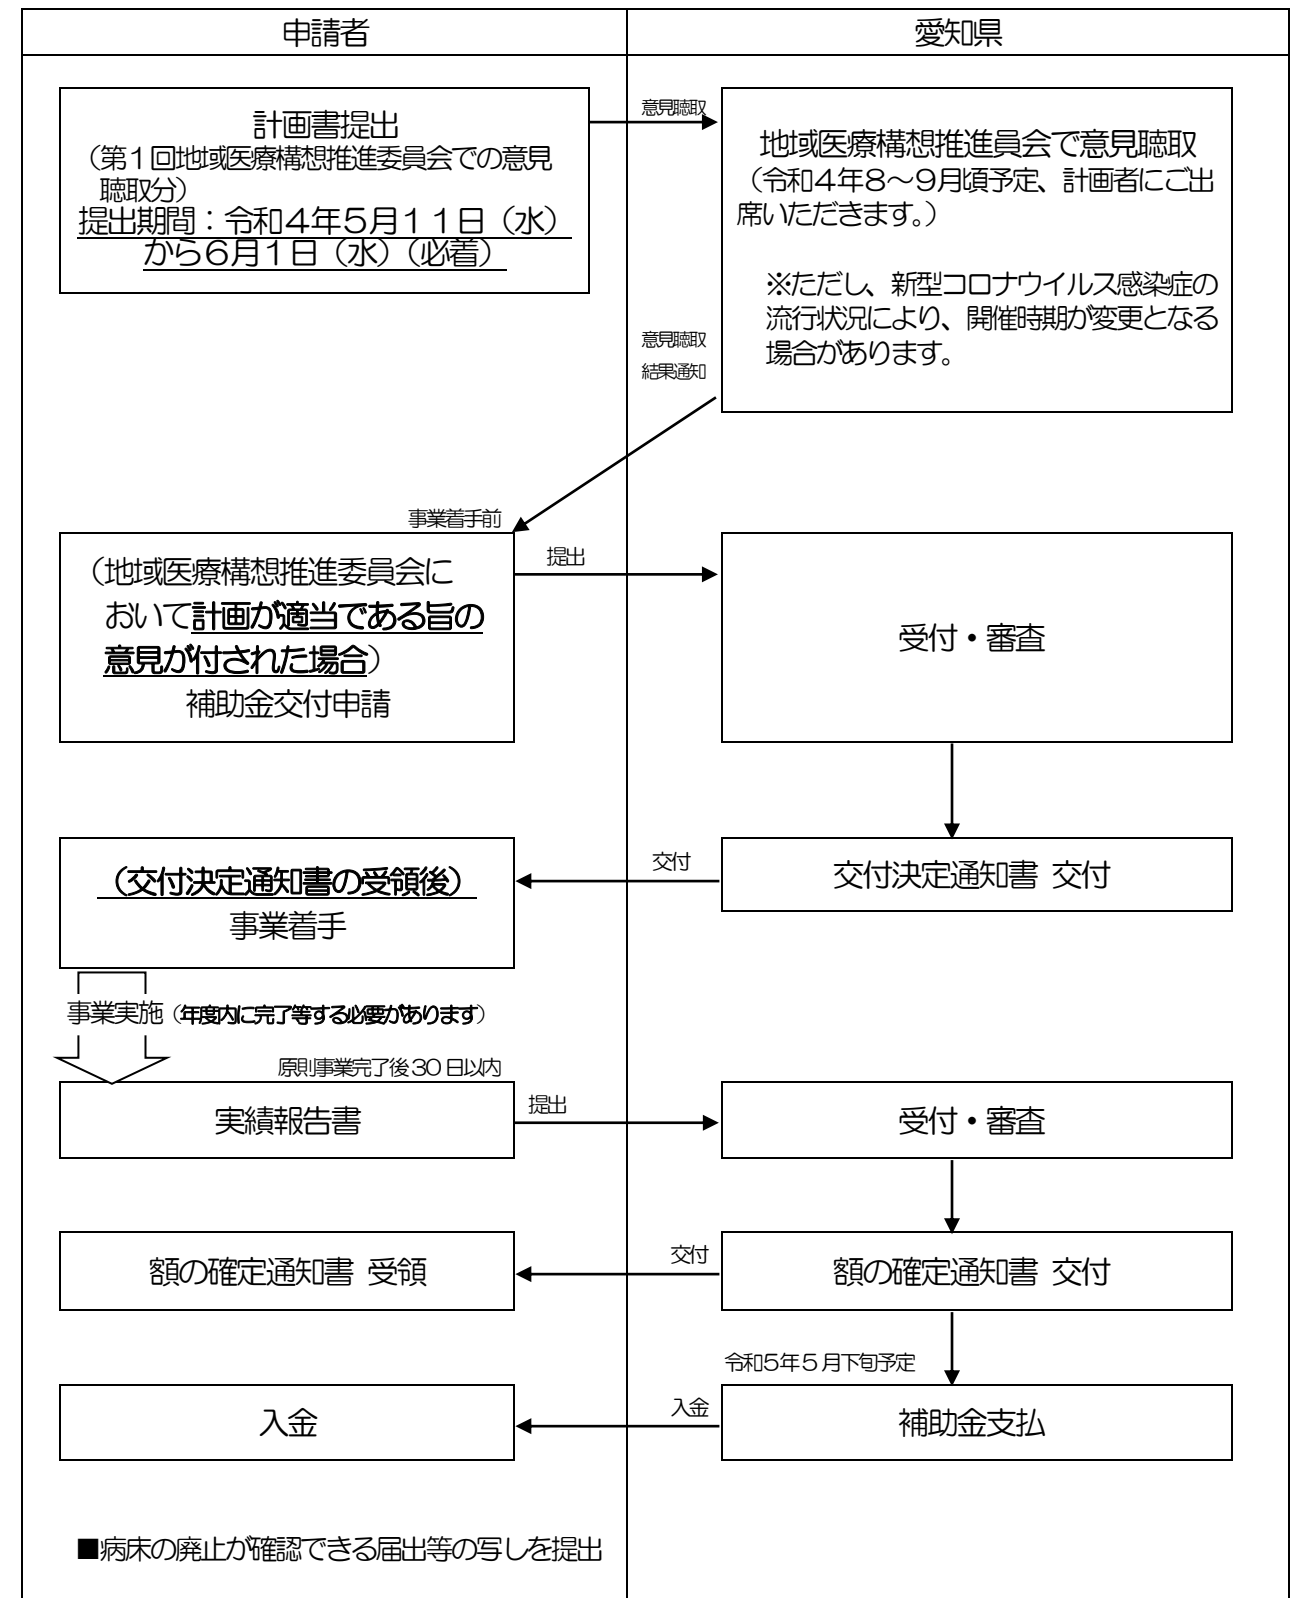 申請者
愛知県
計画書提出
（第１回地域医療構想推進委員会での意見
聴取分）
提出期間：令和４年５月１１日（水）
から６月１日（水）（必着）
意見聴取
地域医療構想推進員会で意見聴取
（令和４年８～９月頃予定、計画者にご出
席いただきます。）
※ただし、新型コロナウイルス感染症の
流行状況により、開催時期が変更となる
場合があります。
意見聴取
結果通知
事業着手前
（地域医療構想推進委員会に
おいて計画が適当である旨の
意見が付された場合）
補助金交付申請
提出
受付・審査
交付決定通知書 交付
交付
（交付決定通知書の受領後）
事業着手
事業実施（年度内に完了等する必要があります）
原則事業完了後30日以内
実績報告書
提出
受付・審査
額の確定通知書 受領
交付
額の確定通知書 交付
令和５年５月下旬予定
入金
入金
補助金支払
■病床の廃止が確認できる届出等の写しを提出